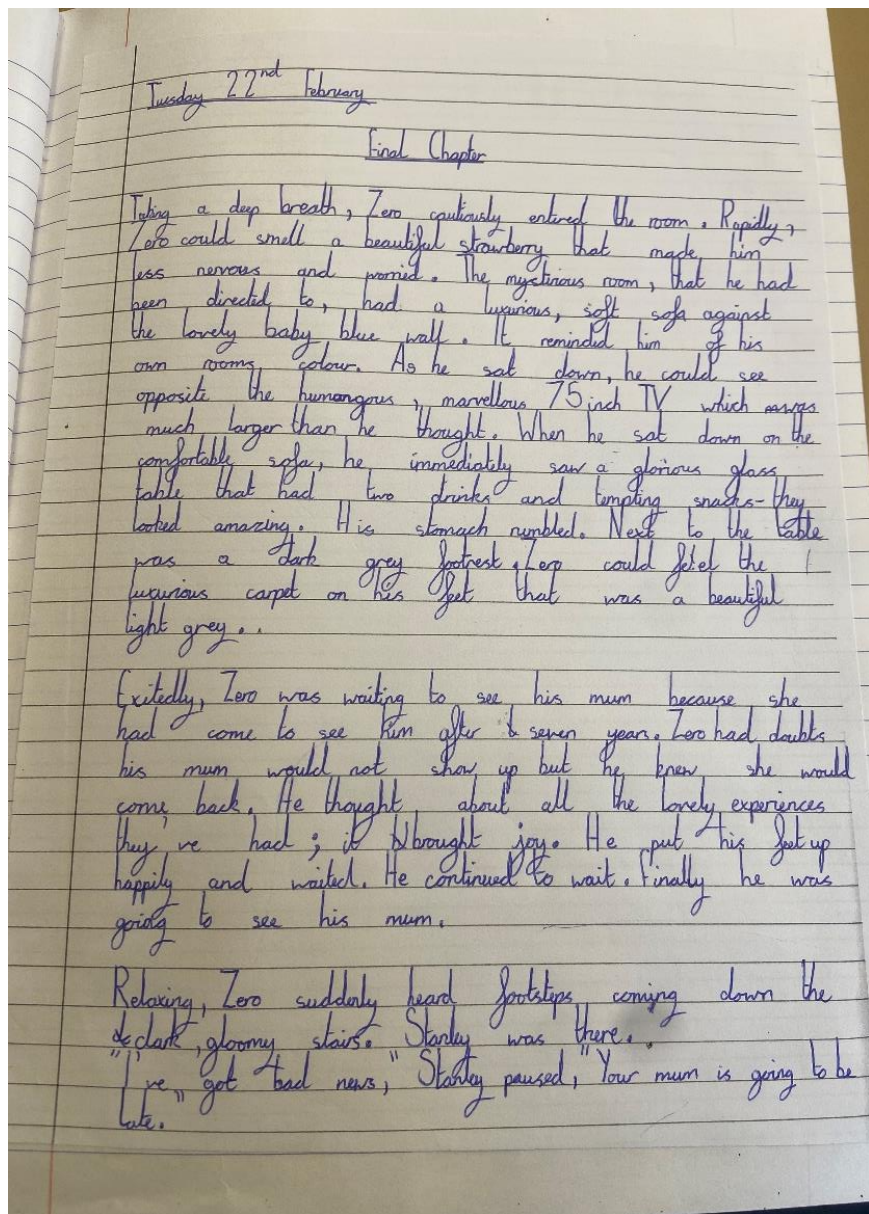 Tuesday 22nd February
Final Chapter
Taking a deep breath, Zero cautiously entered the room. Rapidly,
Zero could smell a beautiful strawberry that made him
less nervous and worried. The mysterious room, that he had
been directed to, had a luxurious, soft sofa against
the lovely baby blue wall. It reminded him of his
own rooms colour. As he sat down, he could see
opposite the humangous, marvellous 75 inch TV which was
much larger than he thought. When he sat down on the
comfortable sofa, he immediately saw a glorious glass
table that had two drinks and tempting snacks-they
looked amazing. His stomach rumbled. Next to the table
was a dark grey footrest. Zero could feel the
luxurious carpet on his feet that was a beautiful
light grey..
Exitedly, Zero was waiting to see his mum because she
had come to see him after seven years. Zero had doubts
his mum would not show up but he knew she would
come back. He thought about all the lovely experiences
they've had; it brought joy. He put his feet up
happily and waited. He continued to wait. Finally he was
going to see his mum.
Relaxing, Zero suddenly heard footsteps coming down the
dark, gloomy stairs. Stanley was there.
"I've got bad news," Stanley paused, "Your mum is going to be
late."